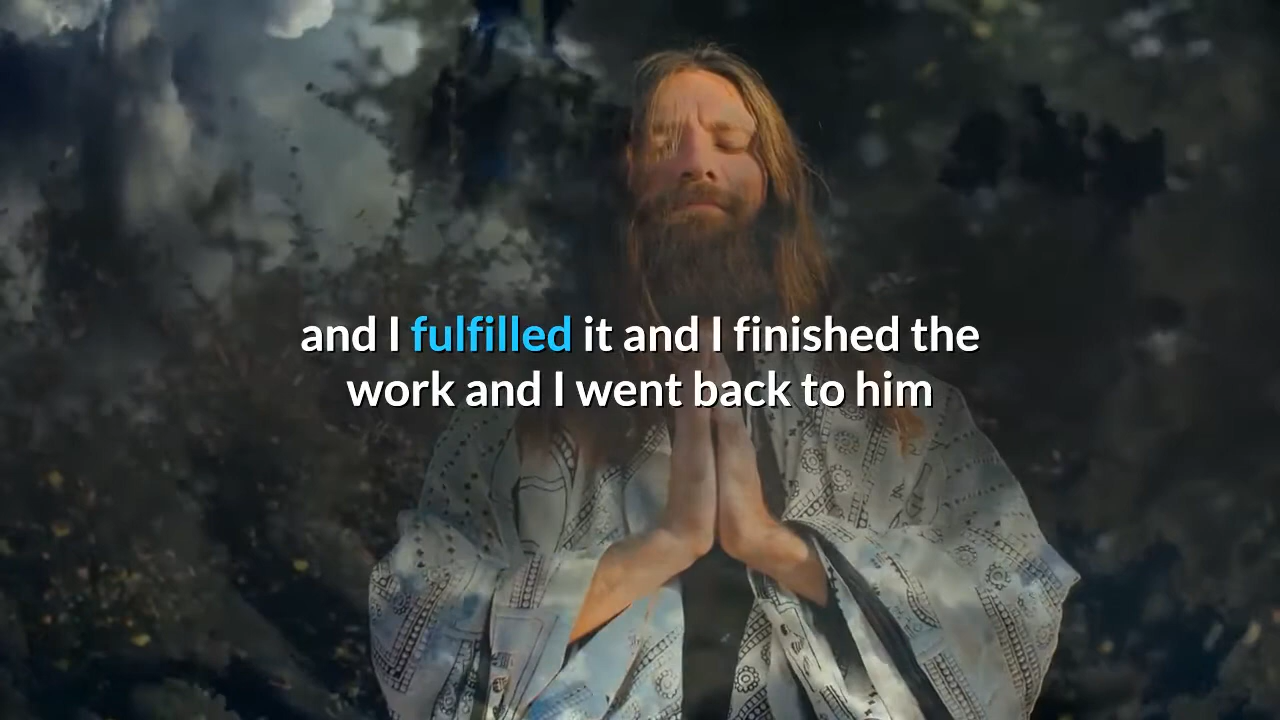 and I fulfilled it and I finished the
work and I went back to him